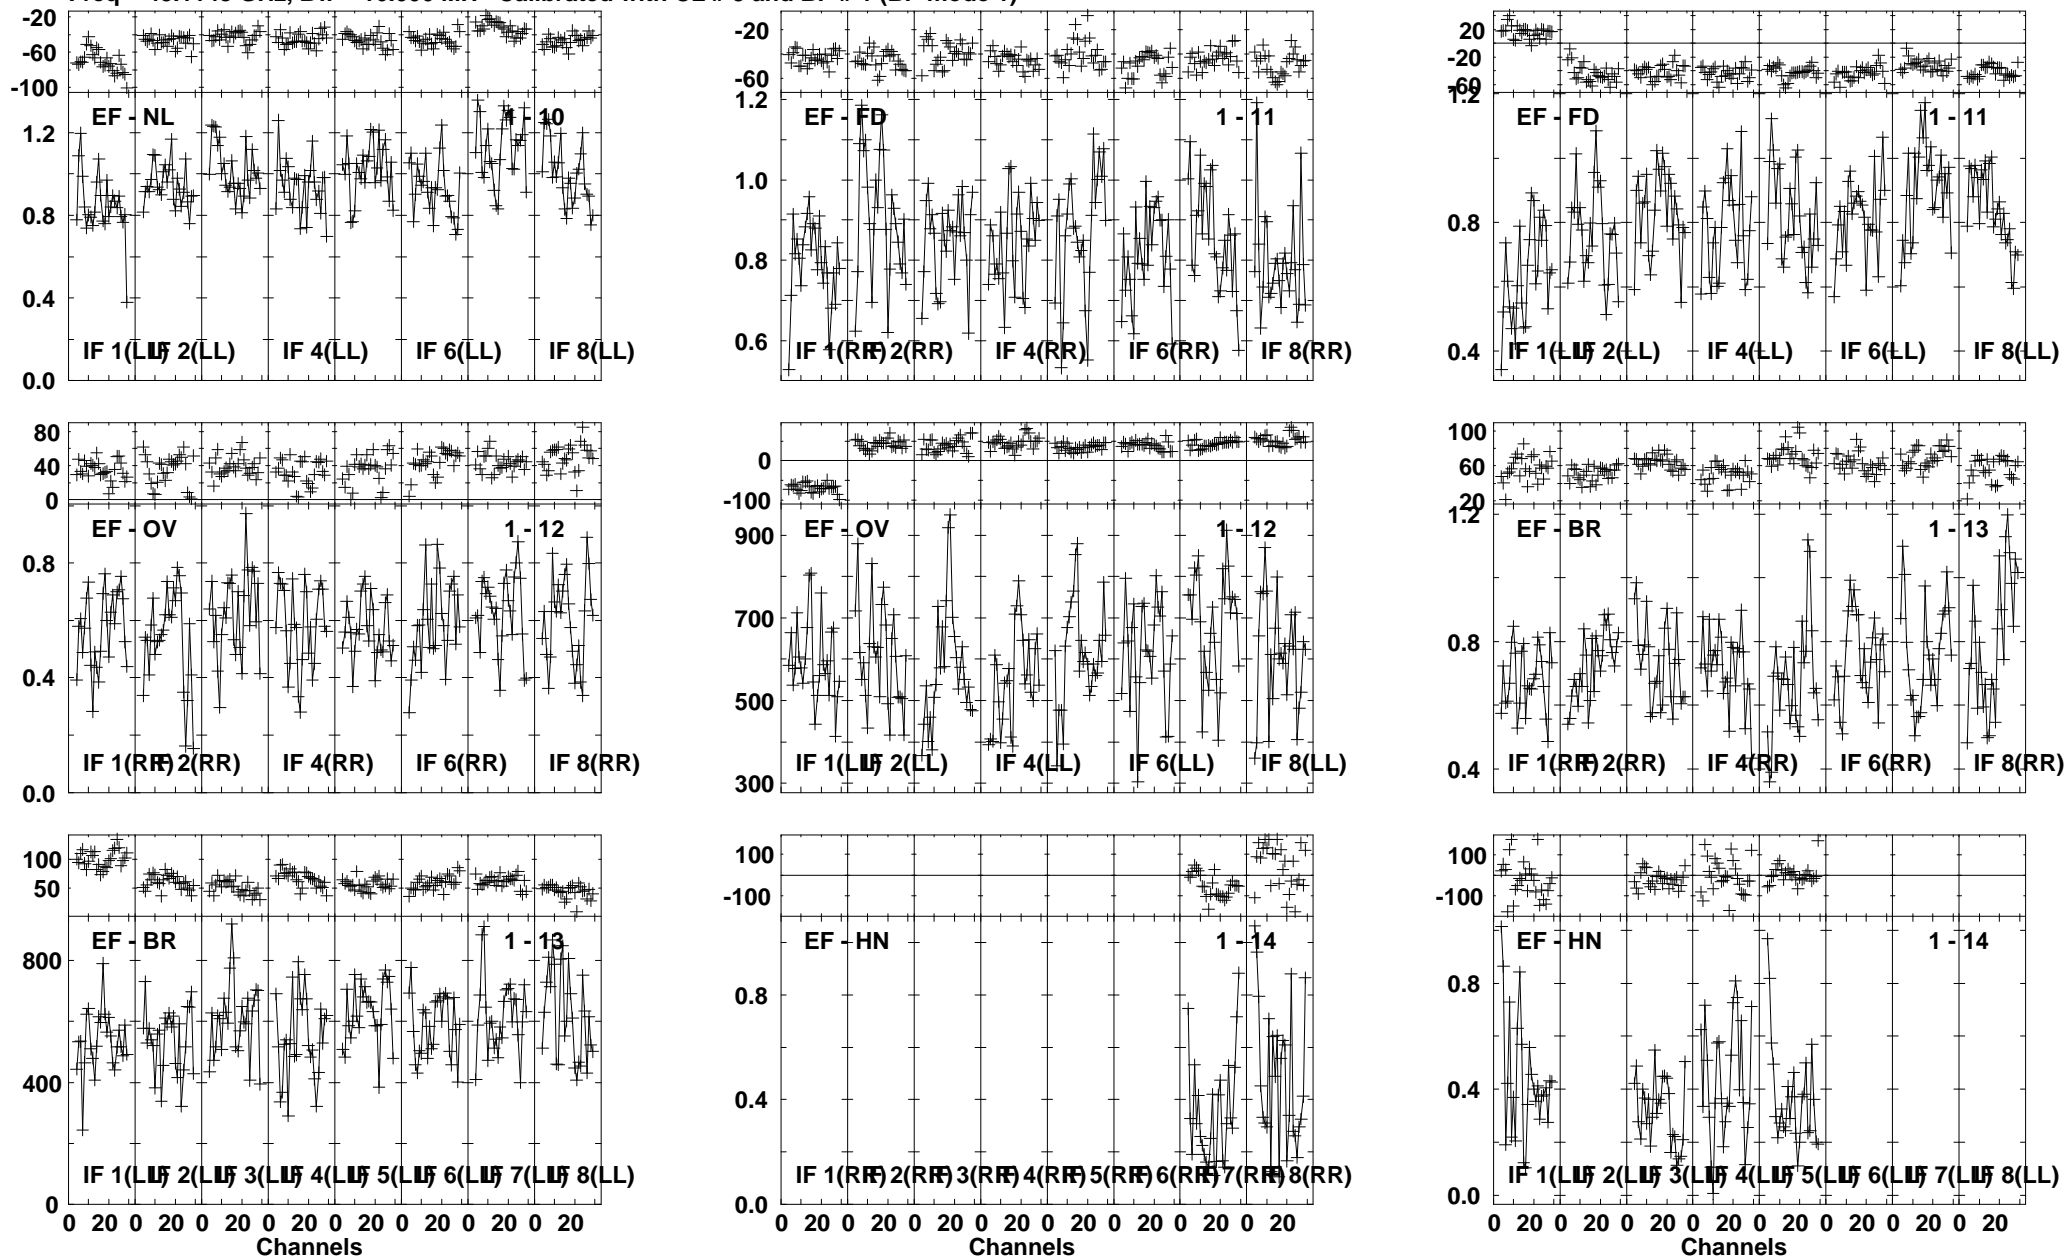 -20
-60
-100
EF - NL 1 - 10
1.2
0.8
0.4
0.0
IF 1(LL) IF 2(LL) IF 4(LL) IF 6(LL) IF 8(LL)
-20
-60
EF - FD 1 - 11
1.2
1.0
0.8
0.6
IF 1(RR) IF 2(RR) IF 4(RR) IF 6(RR) IF 8(RR)
20
-20
-60
EF - FD 1 - 11
1.2
0.8
0.4
IF 1(LL) IF 2(LL) IF 4(LL) IF 6(LL) IF 8(LL)
80
40
0
EF - OV 1 - 12
0.8
0.4
0.0
IF 1(RR) IF 2(RR) IF 4(RR) IF 6(RR) IF 8(RR)
0
-100
EF - OV 1 - 12
900
700
500
300
IF 1(LL) IF 2(LL) IF 4(LL) IF 6(LL) IF 8(LL)
100
60
20
EF - BR 1 - 13
1.2
0.8
0.4
IF 1(RR) IF 2(RR) IF 4(RR) IF 6(RR) IF 8(RR)
100
50
EF - BR 1 - 13
800
400
0
IF 1(LL) IF 2(LL) IF 3(LL) IF 4(LL) IF 5(LL) IF 6(LL) IF 7(LL) IF 8(LL)
0 20 0 20 0 20 0 20 0 20 0 20 0 20 0 20
Channels
100
-100
EF - HN 1 - 14
0.8
0.4
0.0
IF 1(RR) IF 2(RR) IF 3(RR) IF 4(RR) IF 5(RR) IF 6(RR) IF 7(RR) IF 8(RR)
0 20 0 20 0 20 0 20 0 20 0 20 0 20 0 20
Channels
100
-100
EF - HN 1 - 14
0.8
0.4
0.0
IF 1(LL) IF 2(LL) IF 3(LL) IF 4(LL) IF 5(LL) IF 6(LL) IF 7(LL) IF 8(LL)
0 20 0 20 0 20 0 20 0 20 0 20 0 20 0 20
Channels